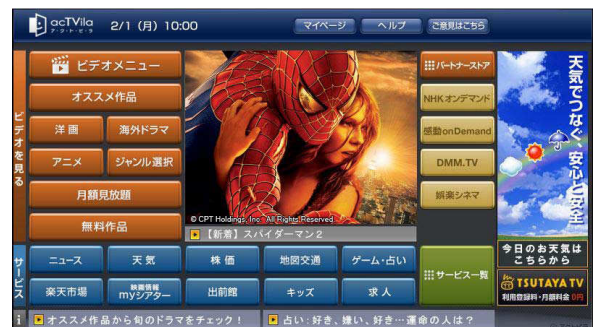 acTVila
ア・ク・ト・ビ・ラ
2/1 (月) 10:00
マイページ
ヘルプ
ご意見はこちら
ビデオを見る
ビデオメニュー
オススメ作品
洋画
海外ドラマ
アニメ
ジャンル選択
月額見放題
無料作品
© CPT Holdings, Inc. All Rights Reserved.
【新着】スパイダーマン2
パートナーストア
NHKオンデマンド
感動onDemand
DMM.TV
娯楽シネマ
天気でつなぐ、安心と安全
今日のお天気は
こちらから
サービス
ニュース
天気
株価
地図交通
ゲーム・占い
楽天市場
映画情報
myシアター
出前館
キッズ
求人
サービス一覧
TSUTAYA TV
利用登録料・月額料金 0円
i
オススメ作品から旬のドラマをチェック!
占い:好き、嫌い、好き…運命の人は?